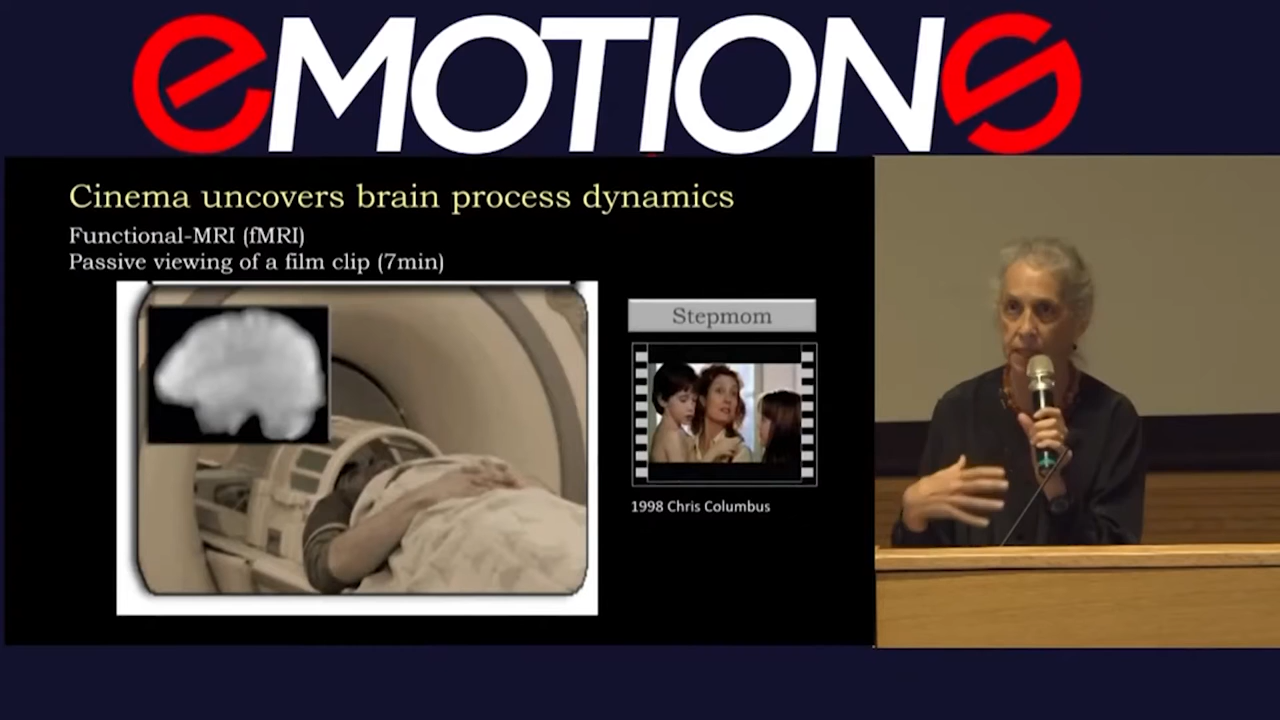 eMOTIONS
Cinema uncovers brain process dynamics
Functional-MRI (fMRI)
Passive viewing of a film clip (7min)
Stepmom
1998 Chris Columbus